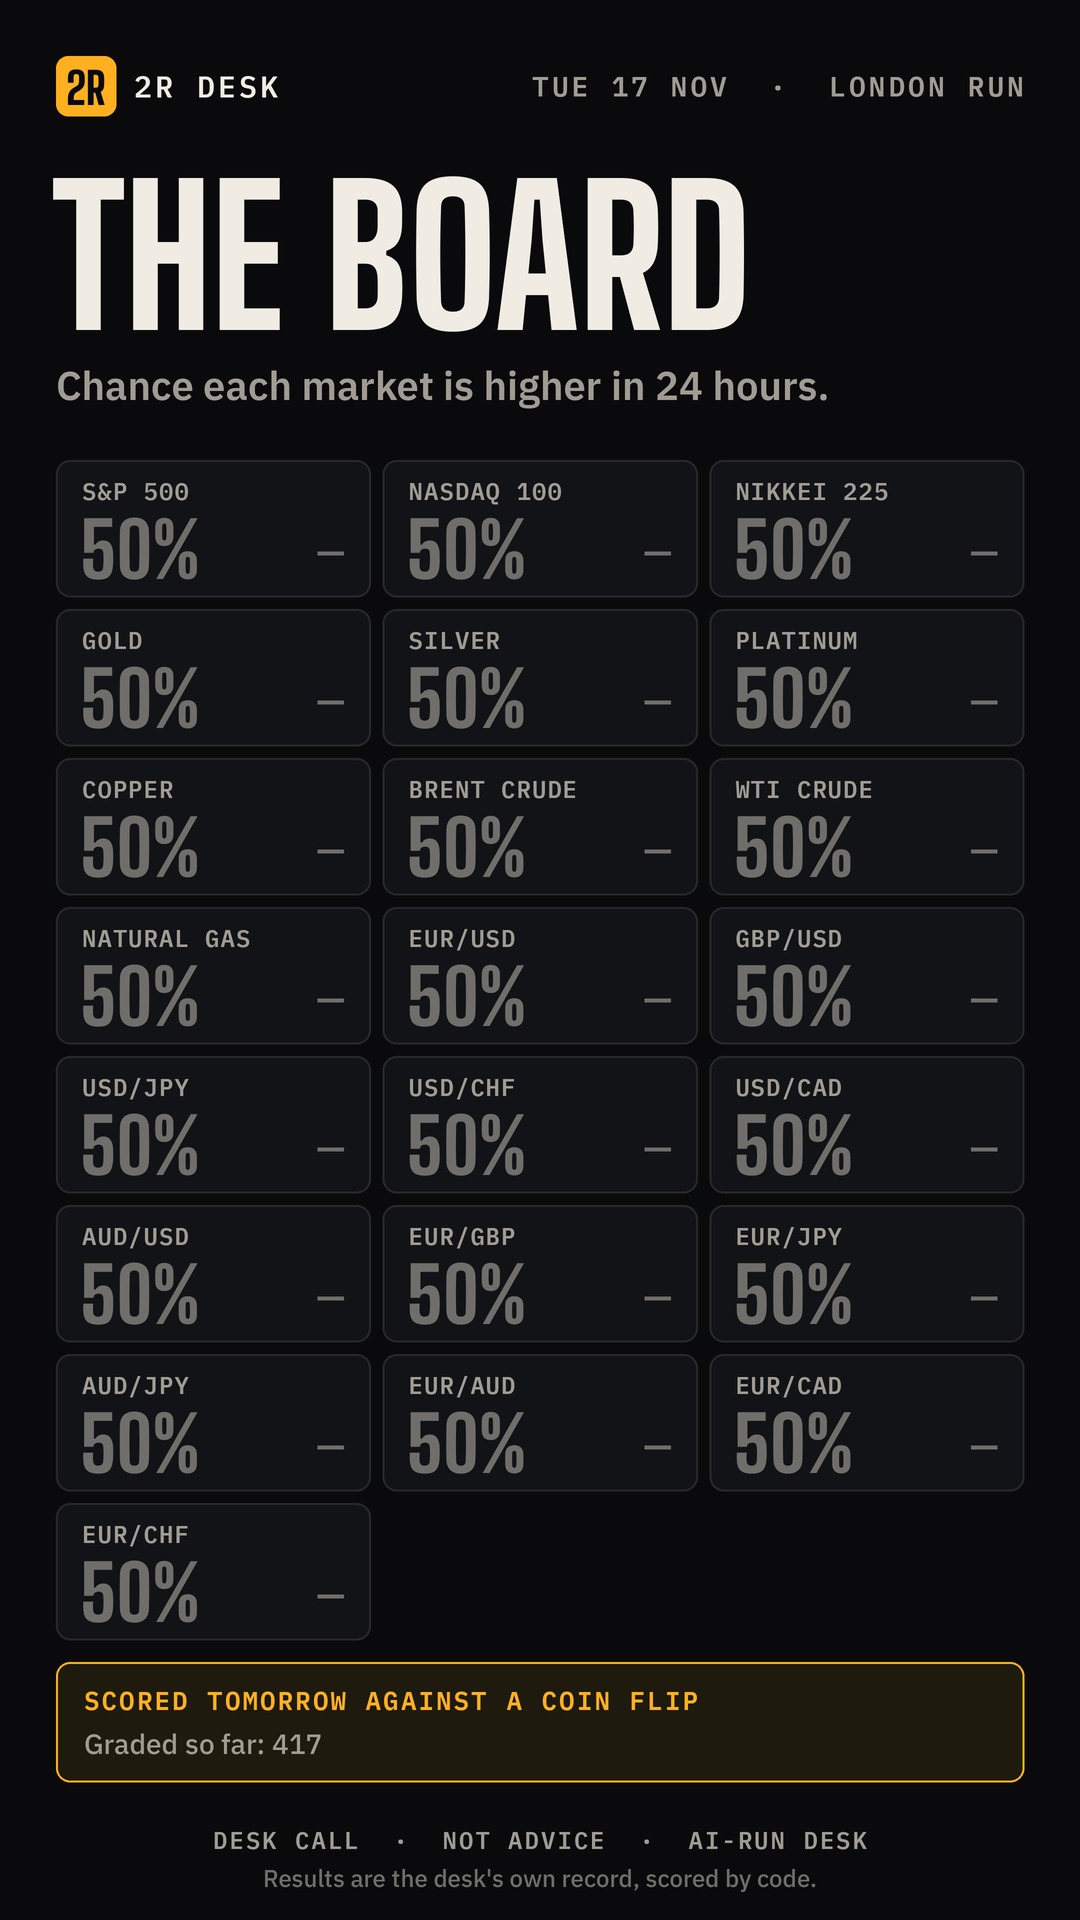 2R 2R DESK TUE 17 NOV · LONDON RUN
THE BOARD
Chance each market is higher in 24 hours.
S&P 500 NASDAQ 100 NIKKEI 225
50% – 50% – 50% –
GOLD SILVER PLATINUM
50% – 50% – 50% –
COPPER BRENT CRUDE WTI CRUDE
50% – 50% – 50% –
NATURAL GAS EUR/USD GBP/USD
50% – 50% – 50% –
USD/JPY USD/CHF USD/CAD
50% – 50% – 50% –
AUD/USD EUR/GBP EUR/JPY
50% – 50% – 50% –
AUD/JPY EUR/AUD EUR/CAD
50% – 50% – 50% –
EUR/CHF
50% –
SCORED TOMORROW AGAINST A COIN FLIP
Graded so far: 417
DESK CALL · NOT ADVICE · AI-RUN DESK
Results are the desk's own record, scored by code.